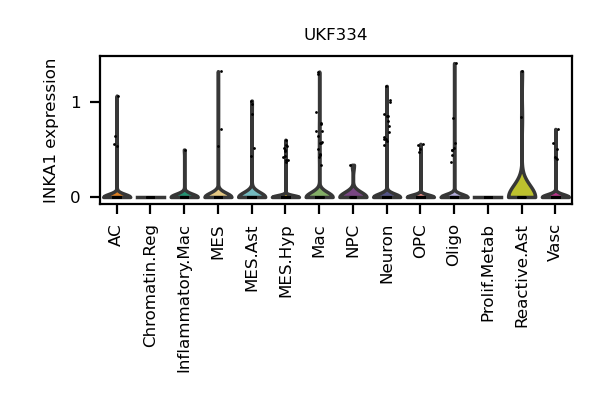 UKF334
INKA1 expression
1
0
AC
Chromatin.Reg
Inflammatory.Mac
MES
MES.Ast
MES.Hyp
Mac
NPC
Neuron
OPC
Oligo
Prolif.Metab
Reactive.Ast
Vasc